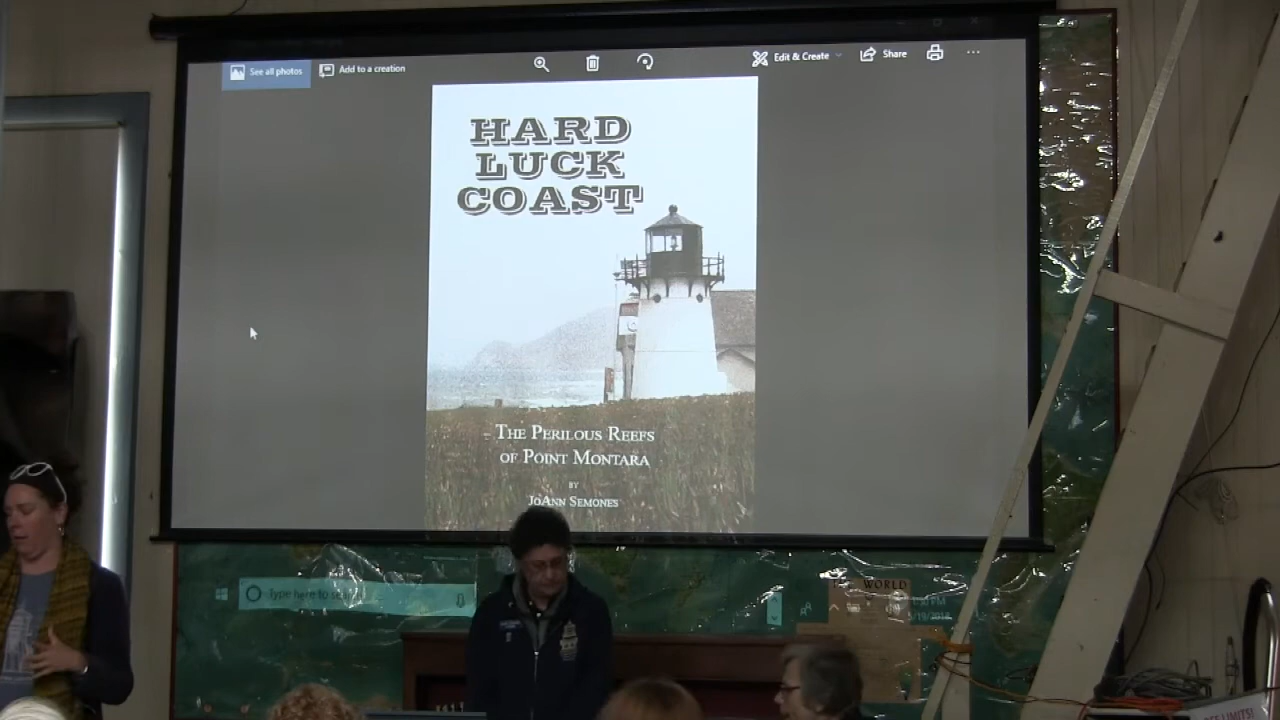 See all photos
Add to a creation
Edit & Create
Share
HARD
LUCK
COAST
THE PERILOUS REEFS
OF POINT MONTARA
BY
JOANN SEMONES
Type here to
WORLD
LIMITS!